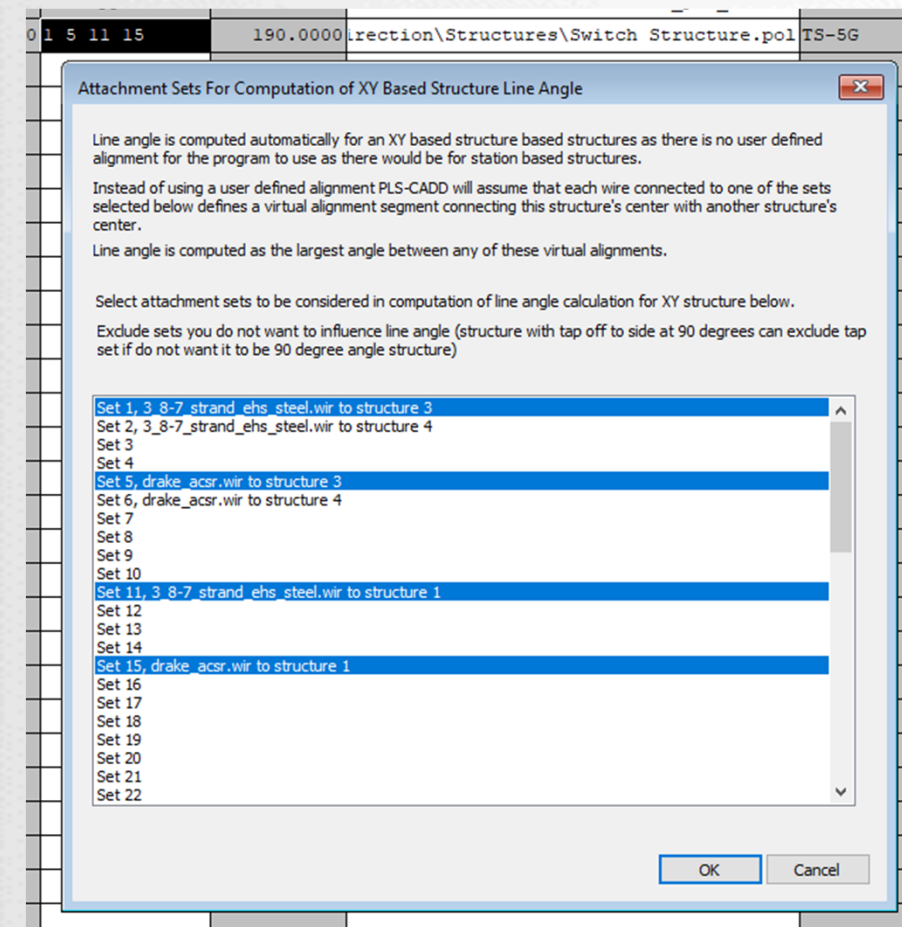 0 1 5 11 15 190.0000 irection\Structures\Switch Structure.pol TS-5G
Attachment Sets For Computation of XY Based Structure Line Angle
Line angle is computed automatically for an XY based structure based structures as there is no user defined
alignment for the program to use as there would be for station based structures.
Instead of using a user defined alignment PLS-CADD will assume that each wire connected to one of the sets
selected below defines a virtual alignment segment connecting this structure's center with another structure's
center.
Line angle is computed as the largest angle between any of these virtual alignments.
Select attachment sets to be considered in computation of line angle calculation for XY structure below.
Exclude sets you do not want to influence line angle (structure with tap off to side at 90 degrees can exclude tap
set if do not want it to be 90 degree angle structure)
Set 1, 3_8-7_strand_ehs_steel.wir to structure 3
Set 2, 3_8-7_strand_ehs_steel.wir to structure 4
Set 3
Set 4
Set 5, drake_acsr.wir to structure 3
Set 6, drake_acsr.wir to structure 4
Set 7
Set 8
Set 9
Set 10
Set 11, 3_8-7_strand_ehs_steel.wir to structure 1
Set 12
Set 13
Set 14
Set 15, drake_acsr.wir to structure 1
Set 16
Set 17
Set 18
Set 19
Set 20
Set 21
Set 22
OK Cancel